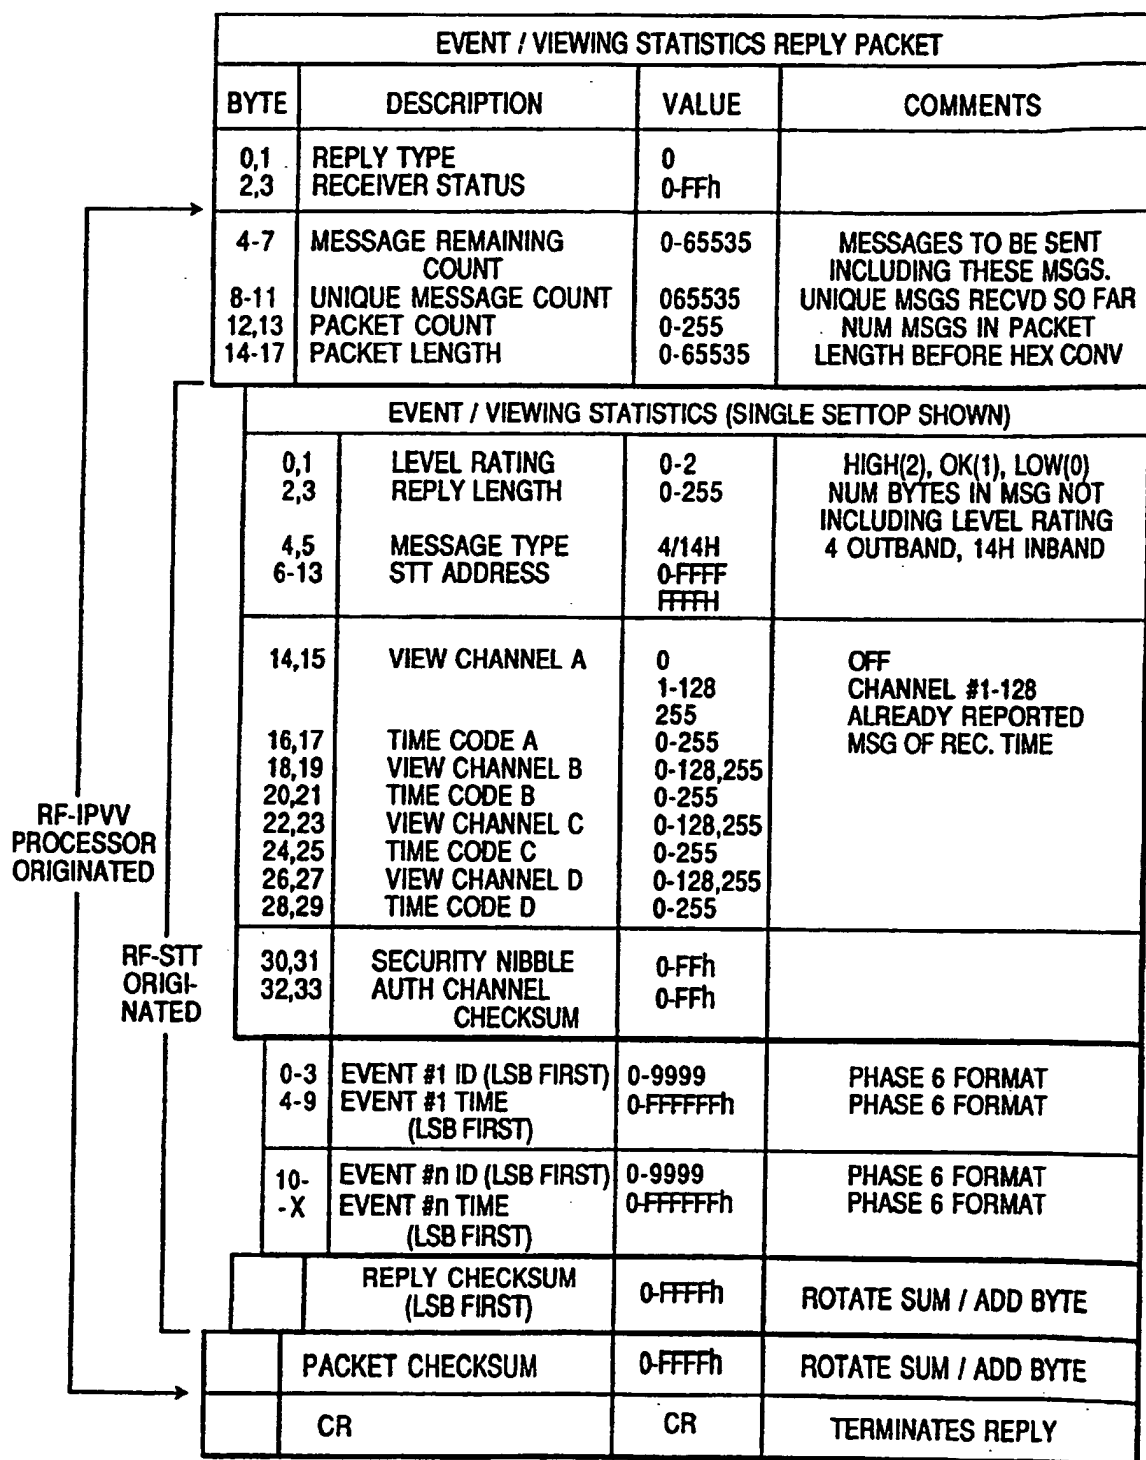 EVENT / VIEWING STATISTICS REPLY PACKET
BYTE DESCRIPTION VALUE COMMENTS
0,1 REPLY TYPE 0
2,3 RECEIVER STATUS 0-FFh
4-7 MESSAGE REMAINING 0-65535 MESSAGES TO BE SENT
COUNT INCLUDING THESE MSGS.
8-11 UNIQUE MESSAGE COUNT 065535 UNIQUE MSGS RECVD SO FAR
12,13 PACKET COUNT 0-255 NUM MSGS IN PACKET
14-17 PACKET LENGTH 0-65535 LENGTH BEFORE HEX CONV
EVENT / VIEWING STATISTICS (SINGLE SETTOP SHOWN)
0,1 LEVEL RATING 0-2 HIGH(2), OK(1), LOW(0)
2,3 REPLY LENGTH 0-255 NUM BYTES IN MSG NOT
INCLUDING LEVEL RATING
4,5 MESSAGE TYPE 4/14H 4 OUTBAND, 14H INBAND
6-13 STT ADDRESS 0-FFFF
FFFFH
14,15 VIEW CHANNEL A 0 OFF
1-128 CHANNEL #1-128
255 ALREADY REPORTED
16,17 TIME CODE A 0-255 MSG OF REC. TIME
18,19 VIEW CHANNEL B 0-128,255
20,21 TIME CODE B 0-255
22,23 VIEW CHANNEL C 0-128,255
24,25 TIME CODE C 0-255
26,27 VIEW CHANNEL D 0-128,255
28,29 TIME CODE D 0-255
RF-IPVV
PROCESSOR
ORIGINATED
30,31 SECURITY NIBBLE 0-FFh
32,33 AUTH CHANNEL 0-FFh
CHECKSUM
RF-STT
ORIGI-
NATED
0-3 EVENT #1 ID (LSB FIRST) 0-9999 PHASE 6 FORMAT
4-9 EVENT #1 TIME 0-FFFFFFh PHASE 6 FORMAT
(LSB FIRST)
10- EVENT #n ID (LSB FIRST) 0-9999 PHASE 6 FORMAT
-X EVENT #n TIME 0-FFFFFFh PHASE 6 FORMAT
(LSB FIRST)
REPLY CHECKSUM 0-FFFFh ROTATE SUM / ADD BYTE
(LSB FIRST)
PACKET CHECKSUM 0-FFFFh ROTATE SUM / ADD BYTE
CR CR TERMINATES REPLY